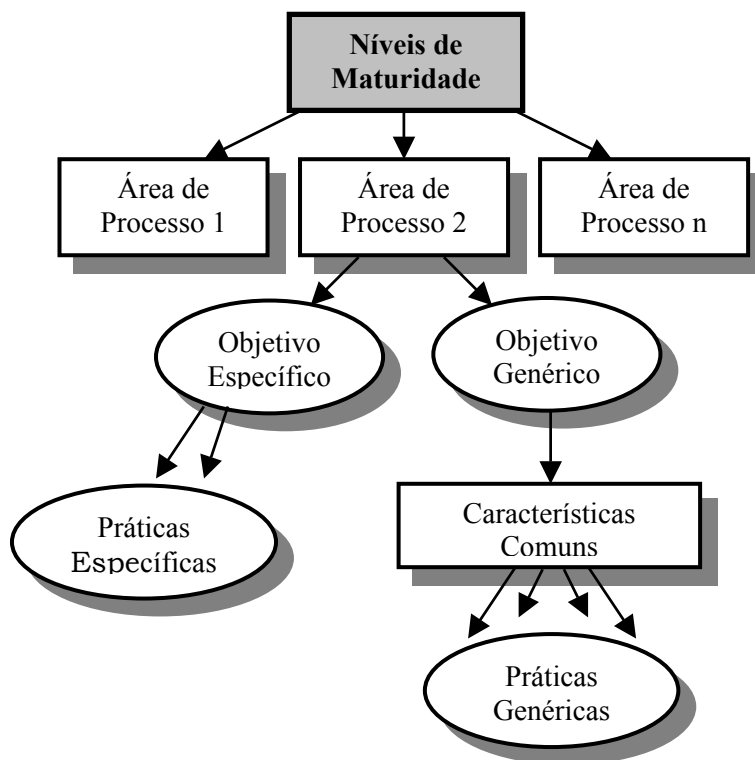 Níveis de
Maturidade
Área de
Processo 1
Área de
Processo 2
Área de
Processo n
Objetivo
Específico
Objetivo
Genérico
Práticas
Específicas
Características
Comuns
Práticas
Genéricas